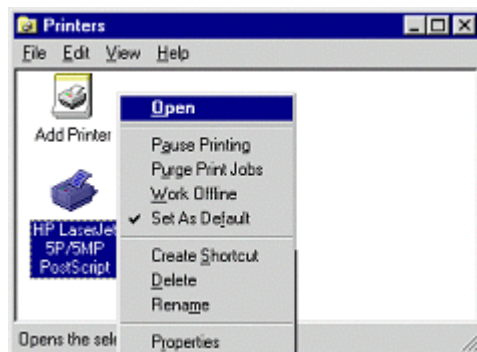 Printers
File Edit View Help
Add Printer
HP LaserJet
5P/5MP
PostScript
Open
Pause Printing
Purge Print Jobs
Work Offline
Set As Default
Create Shortcut
Delete
Rename
Properties
Opens the sele